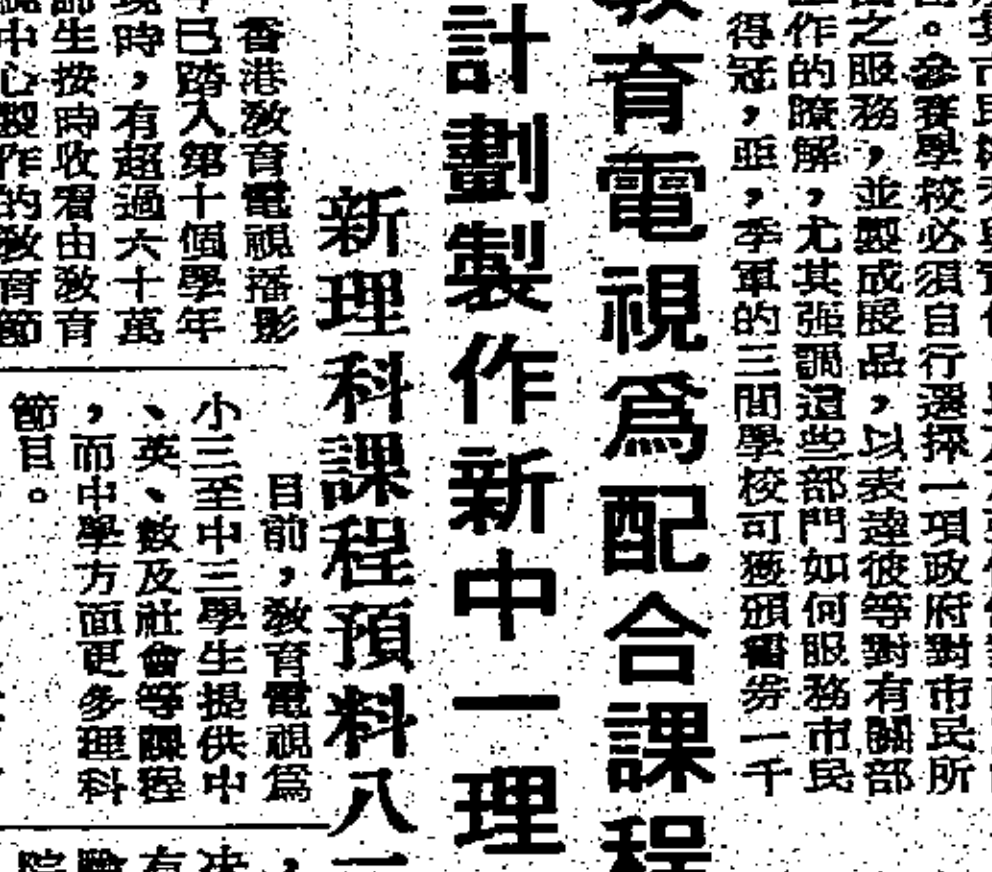 。參賽學校必須自行選擇一項政府對市民所
之服務,並製成展品,以表達彼等對有關部
作的瞭解,尤其強調這些部門如何服務市民
得冠,亞,季軍的三間學校可獲頒書券一千
教育電視爲配合課程
計劃製作新中一理
新理科課程預料八一
香港教育電視播影
已踏入第十個學年
時,有超過六十萬
師生按時收看由教育
中心製作的教育節
目前,教育電視爲
小三至中三學生提供中
、英、數及社會等課程
,而中學方面更多理科
節目。